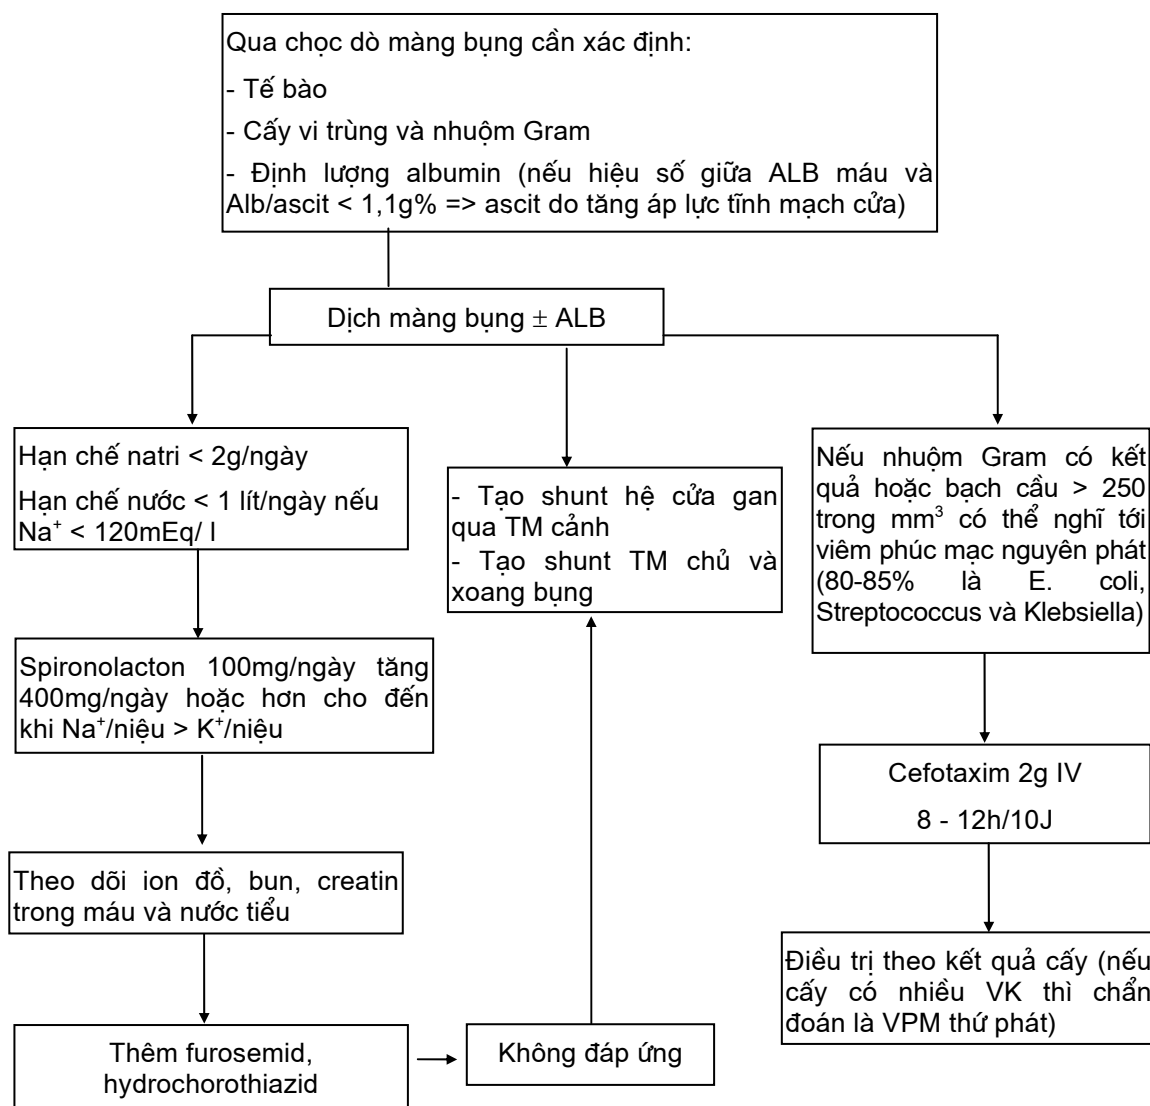 Qua chọc dò màng bụng cần xác định:
- Tế bào
- Cấy vi trùng và nhuộm Gram
- Định lượng albumin (nếu hiệu số giữa ALB máu và
Alb/ascit < 1,1g% => ascit do tăng áp lực tĩnh mạch cửa)
Dịch màng bụng ± ALB
Hạn chế natri < 2g/ngày
Hạn chế nước < 1 lít/ngày nếu
Na⁺ < 120mEq/ l
- Tạo shunt hệ cửa gan
qua TM cảnh
- Tạo shunt TM chủ và
xoang bụng
Nếu nhuộm Gram có kết
quả hoặc bạch cầu > 250
trong mm³ có thể nghĩ tới
viêm phúc mạc nguyên phát
(80-85% là E. coli,
Streptococcus và Klebsiella)
Spironolacton 100mg/ngày tăng
400mg/ngày hoặc hơn cho đến
khi Na⁺/niệu > K⁺/niệu
Cefotaxim 2g IV
8 - 12h/10J
Theo dõi ion đồ, bun, creatin
trong máu và nước tiểu
Điều trị theo kết quả cấy (nếu
cấy có nhiều VK thì chẩn
đoán là VPM thứ phát)
Thêm furosemid,
hydrochorothiazid
Không đáp ứng